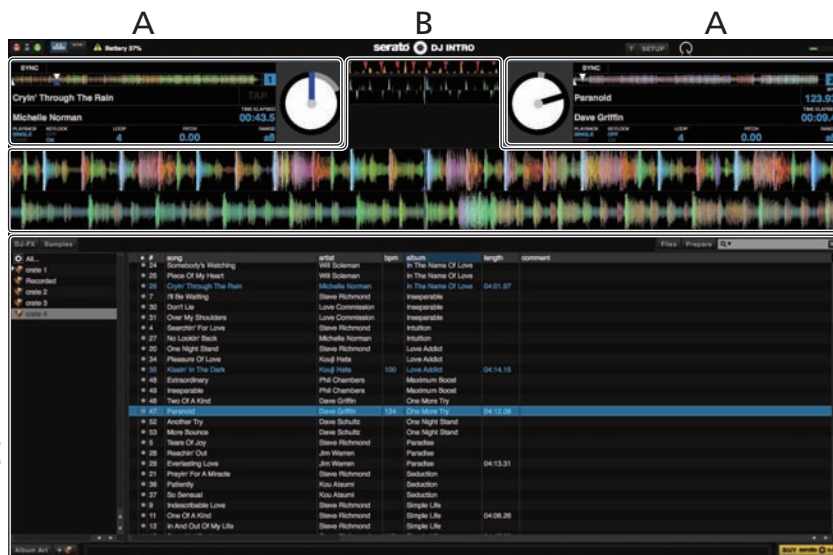 A B A
Battery 37% serato DJ INTRO ? SETUP
SYNC SYNC
1
Cryin' Through The Rain TAP Paranoid 123.9
Michelle Norman TIME ELAPSED 00:43.5 Dave Griffin TIME ELAPSED 00:09.
PLAYBACK KEYLOCK LOOP PITCH RANGE PLAYBACK KEYLOCK LOOP PITCH RANGE
SINGLE OFF ON 4 0.00 ±8 SINGLE OFF 4 0.00 ±8
DJ-FX Samples Files Prepare
All... # song artist bpm album length comment
crate 1
Recorded
crate 2
crate 3
crate 4
24 Somebody's Watching Will Soleman In The Name Of Love
25 Piece Of My Heart Will Soleman In The Name Of Love
26 Cryin' Through The Rain Michelle Norman In The Name Of Love 04:01.97
7 I'll Be Waiting Steve Richmond Inseparable
30 Don't Lie Love Commission Inseparable
31 Over My Shoulders Love Commission Inseparable
4 Searchin' For Love Steve Richmond Intuition
27 No Lookin' Back Michelle Norman Intuition
20 One Night Stand Steve Richmond Love Addict
34 Pleasure Of Love Kouji Hata Love Addict
35 Kissin' In The Dark Kouji Hata 100 Love Addict 04:14.15
48 Extraordinary Phil Chambers Maximum Boost
49 Inseparable Phil Chambers Maximum Boost
46 Two Of A Kind Dave Griffin One More Try
47 Paranoid Dave Griffin 124 One More Try 04:12.06
52 Another Try Dave Schultz One Night Stand
53 More Bounce Dave Schultz One Night Stand
5 Tears Of Joy Steve Richmond Paradise
28 Reachin' Out Jim Warren Paradise
29 Everlasting Love Jim Warren Paradise 04:13.31
21 Prayin' For A Miracle Steve Richmond Seduction
36 Patiently Kou Atsumi Seduction
37 So Sensual Kou Atsumi Seduction
9 Indescribable Love Steve Richmond Simple Life
11 One Of A Kind Steve Richmond Simple Life 04:06.26
12 In And Out Of My Life Steve Richmond Simple Life
Album Art BUY serato